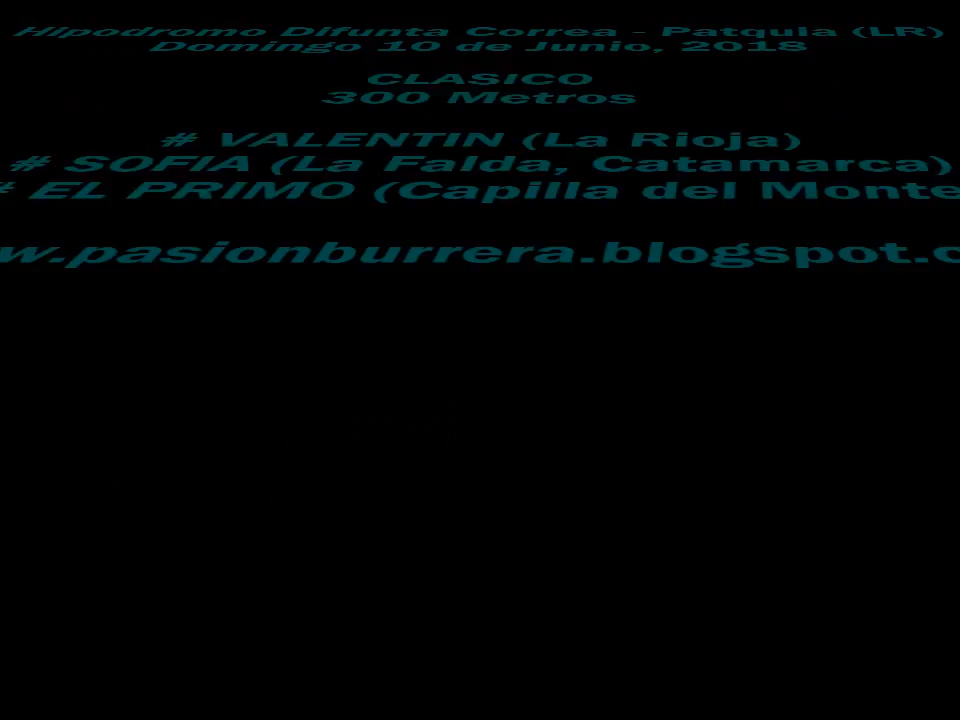 Hipodromo Difunta Correa - Patquia (LR)
Domingo 10 de Junio, 2018
CLASICO
300 Metros
# VALENTIN (La Rioja)
# SOFIA (La Falda, Catamarca)
# EL PRIMO (Capilla del Monte
w.pasionburrera.blogspot.c